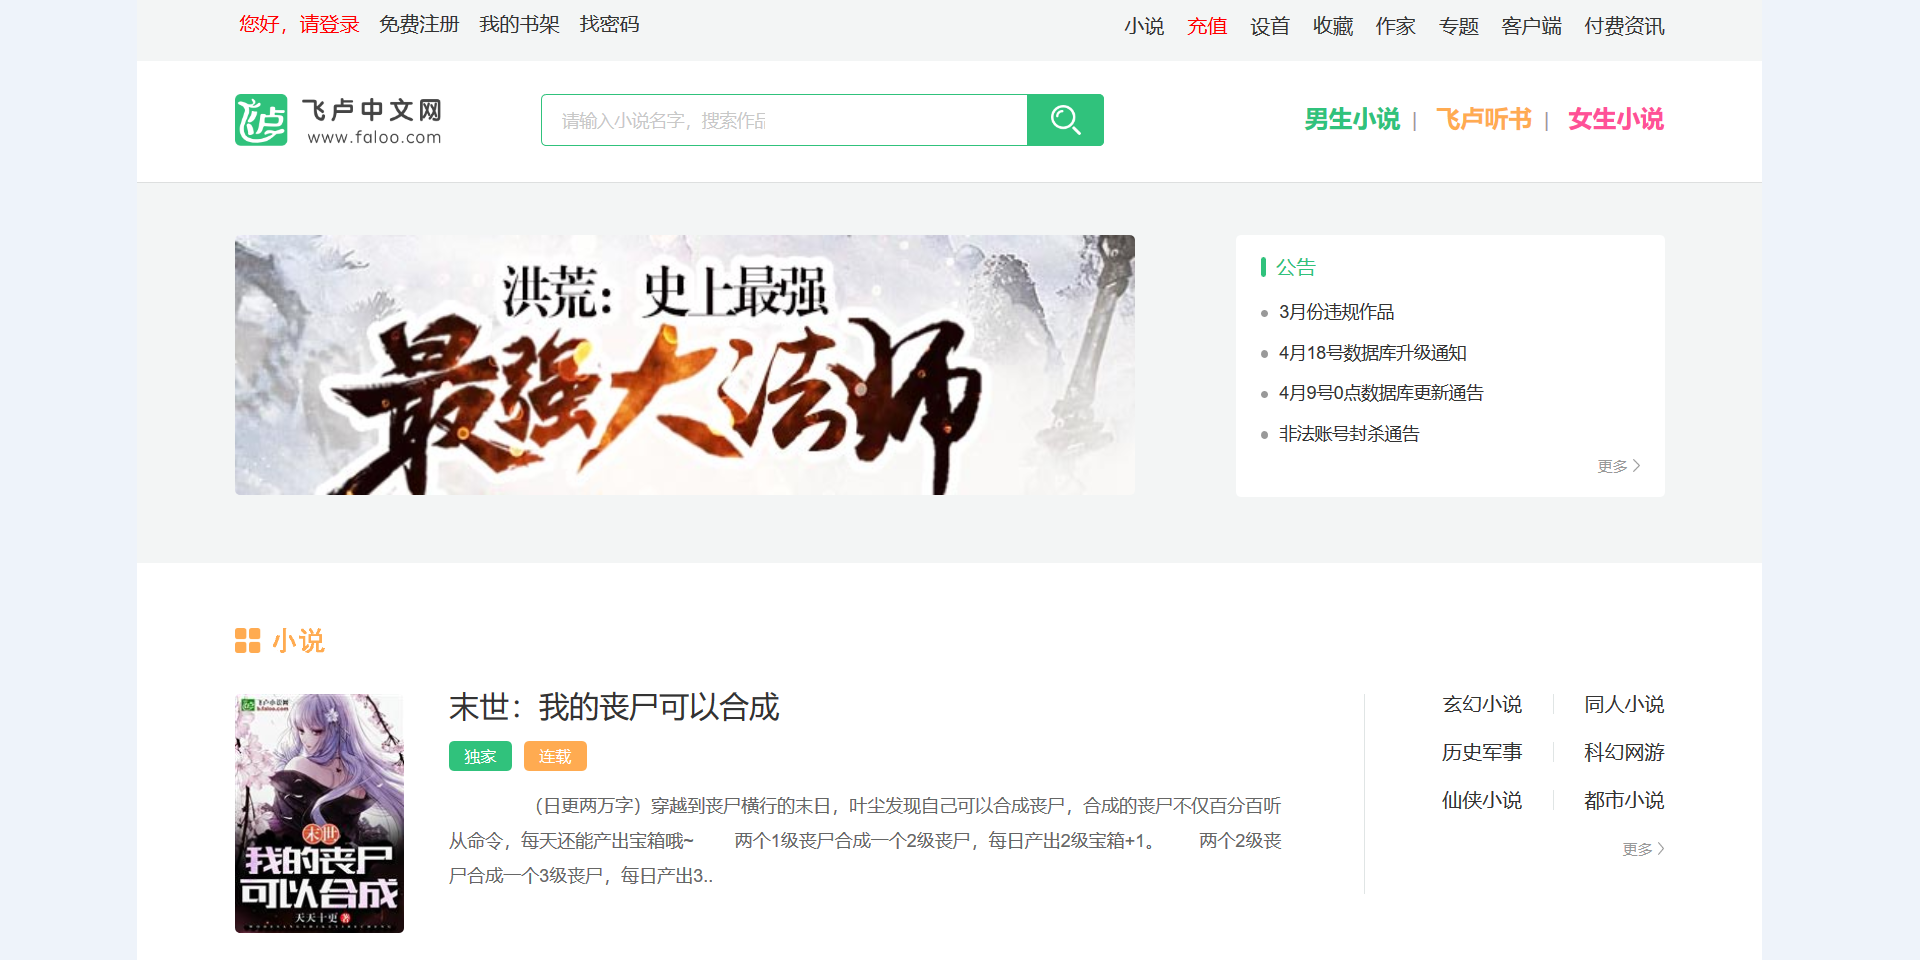 您好，请登录 免费注册 我的书架 找密码
小说 充值 设首 收藏 作家 专题 客户端 付费资讯
飞卢中文网
www.faloo.com
请输入小说名字，搜索作品
男生小说 | 飞卢听书 | 女生小说
洪荒：史上最强
最强大法师
公告
3月份违规作品
4月18号数据库升级通知
4月9号0点数据库更新通告
非法账号封杀通告
更多
小说
飞卢小说网
b.faloo.com
末世
我的丧尸
可以合成
天天十更 著
末世：我的丧尸可以合成
独家 连载
（日更两万字）穿越到丧尸横行的末日，叶尘发现自己可以合成丧尸，合成的丧尸不仅百分百听
从命令，每天还能产出宝箱哦~ 两个1级丧尸合成一个2级丧尸，每日产出2级宝箱+1。 两个2级丧
尸合成一个3级丧尸，每日产出3..
玄幻小说 同人小说
历史军事 科幻网游
仙侠小说 都市小说
更多